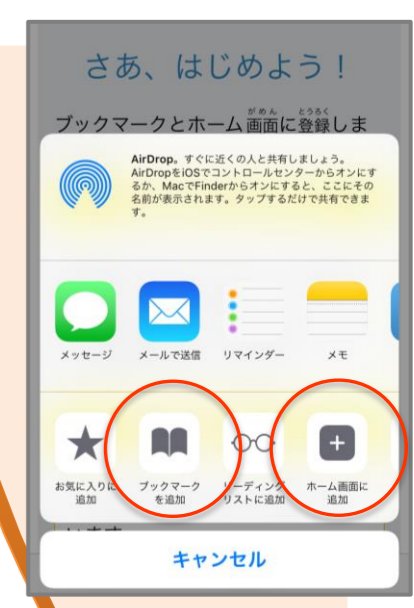 さあ、はじめよう！
がめん とうろく
ブックマークとホーム画面に登録しま
AirDrop。すぐに近くの人と共有しましょう。
AirDropをiOSでコントロールセンターからオンにす
るか、MacでFinderからオンにすると、ここにその
名前が表示されます。タップするだけで共有できま
す。
メッセージ メールで送信 リマインダー メモ
お気に入りに
追加
ブックマーク
を追加
リーディング
リストに追加
ホーム画面に
追加
います
キャンセル